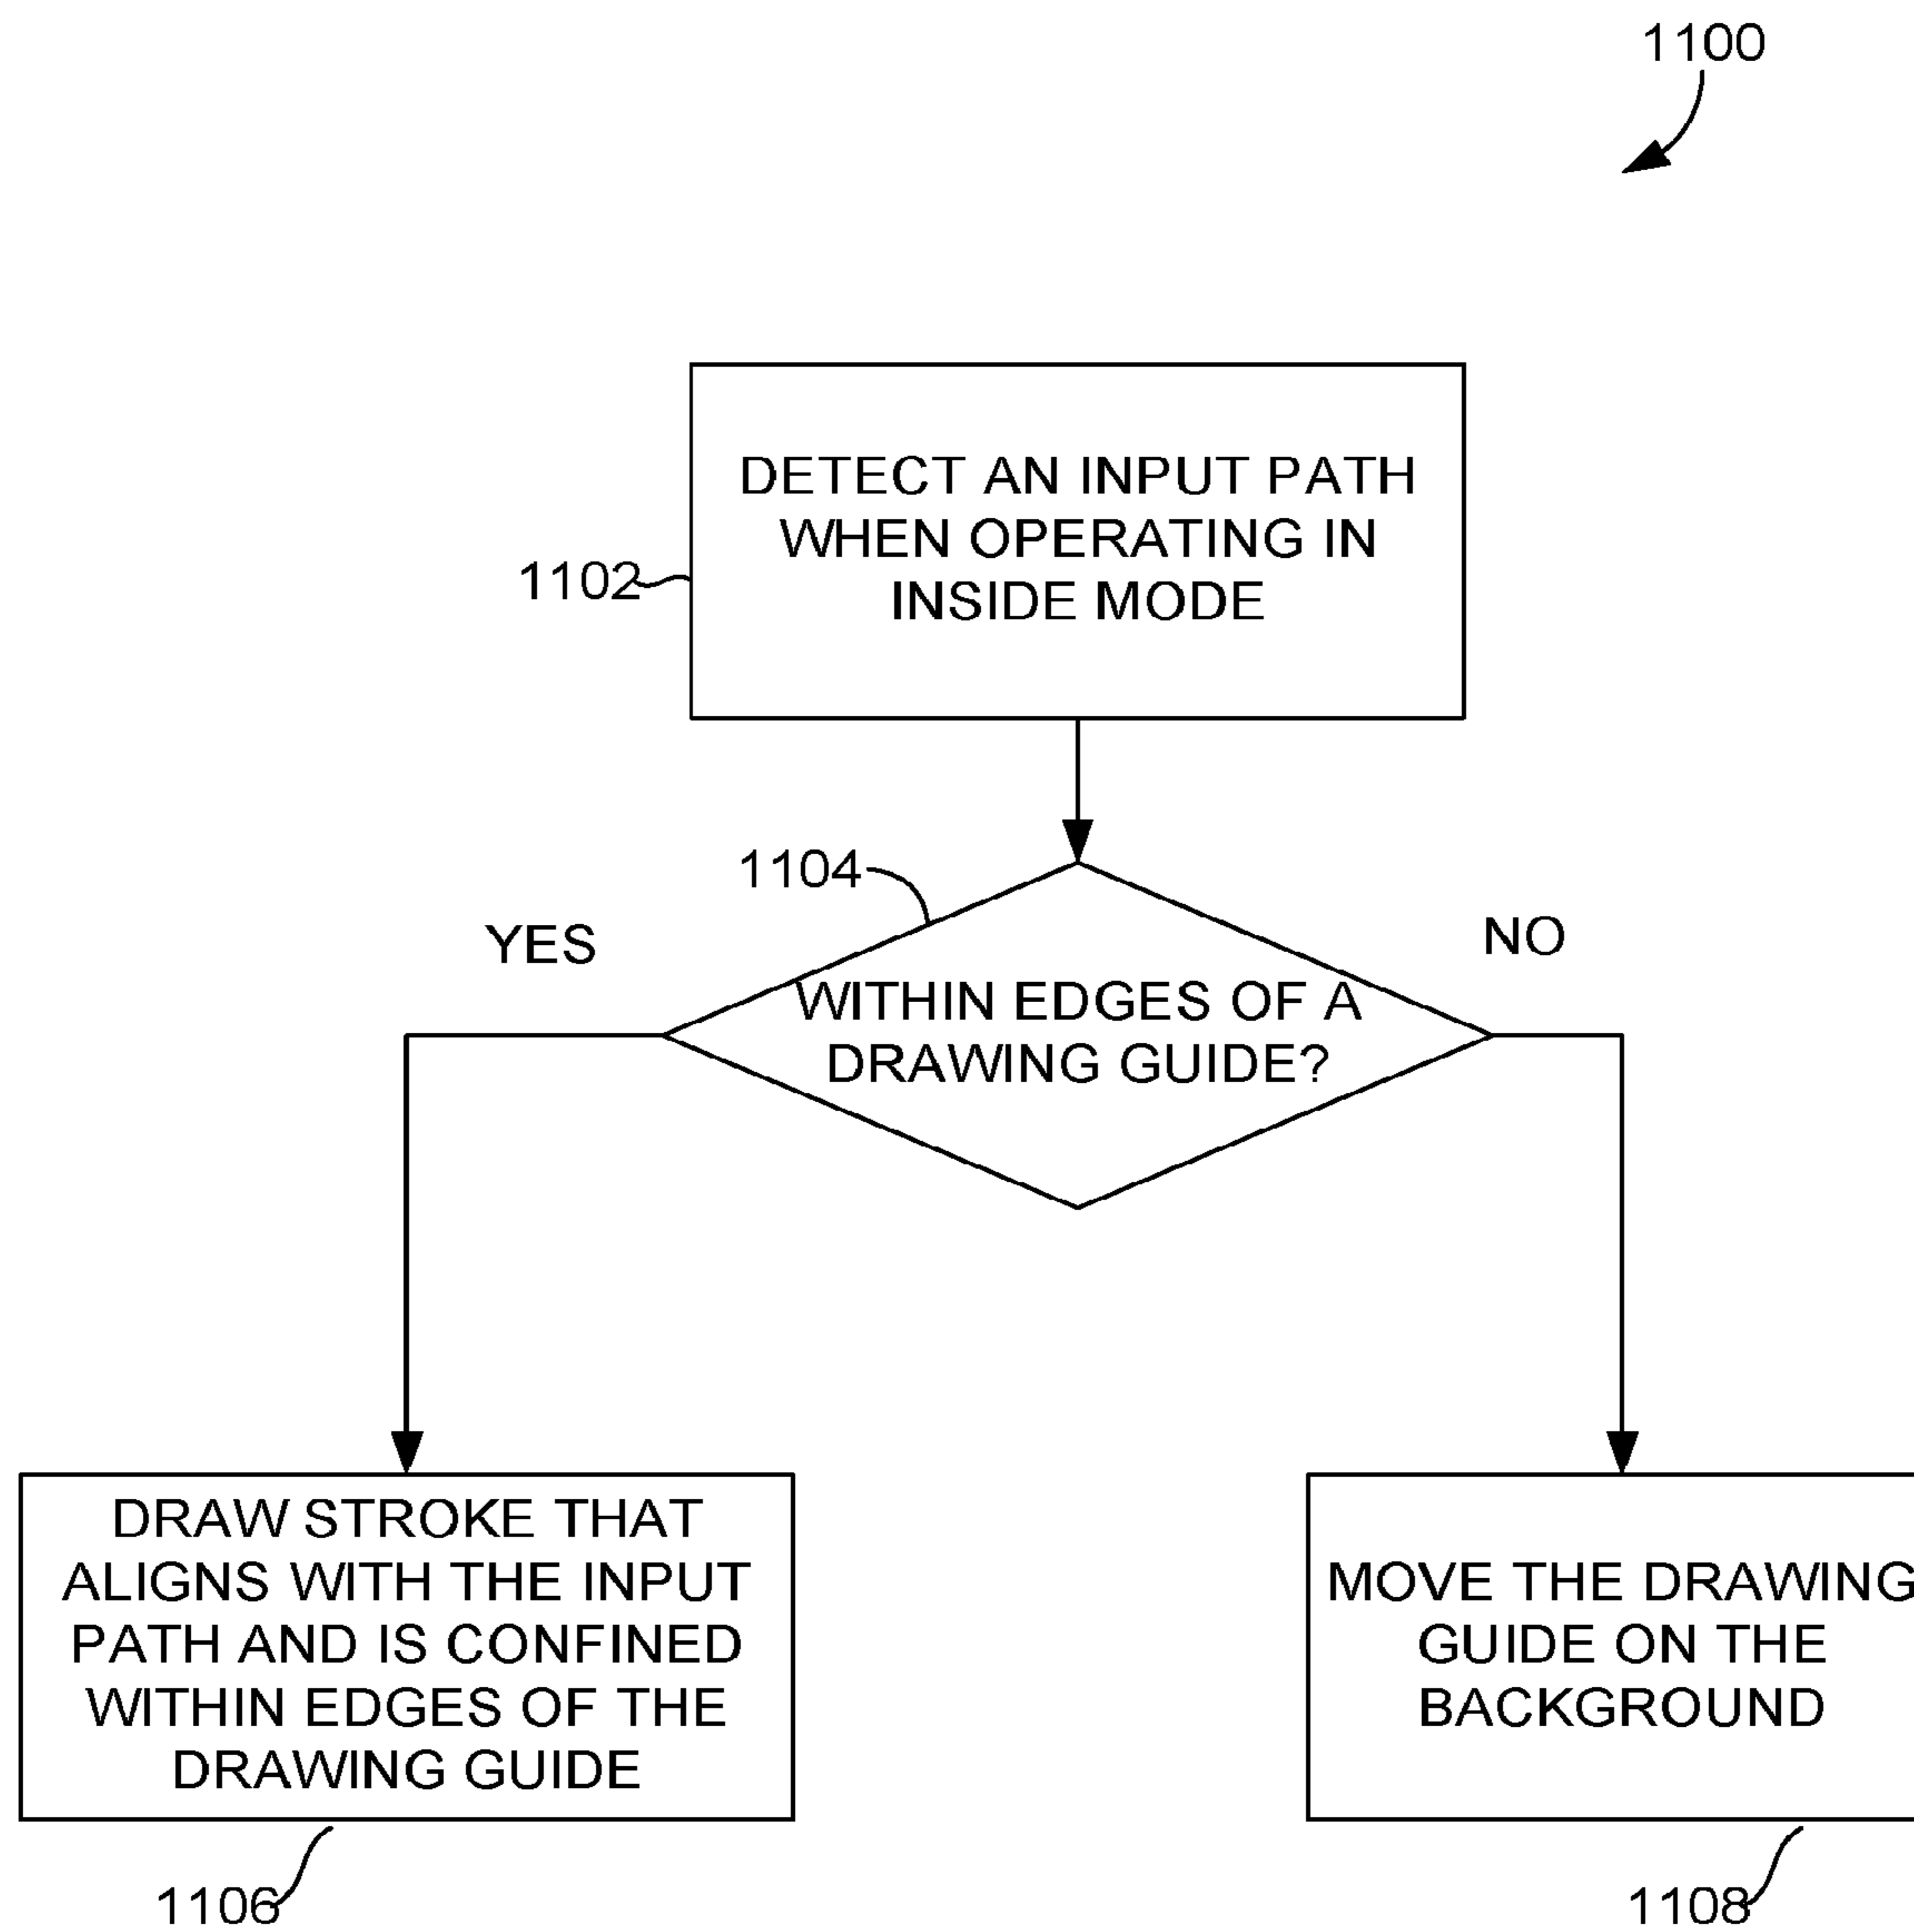 1100
DETECT AN INPUT PATH
WHEN OPERATING IN
INSIDE MODE
1102
1104
YES
NO
WITHIN EDGES OF A
DRAWING GUIDE?
DRAW STROKE THAT
ALIGNS WITH THE INPUT
PATH AND IS CONFINED
WITHIN EDGES OF THE
DRAWING GUIDE
MOVE THE DRAWING
GUIDE ON THE
BACKGROUND
1106
1108